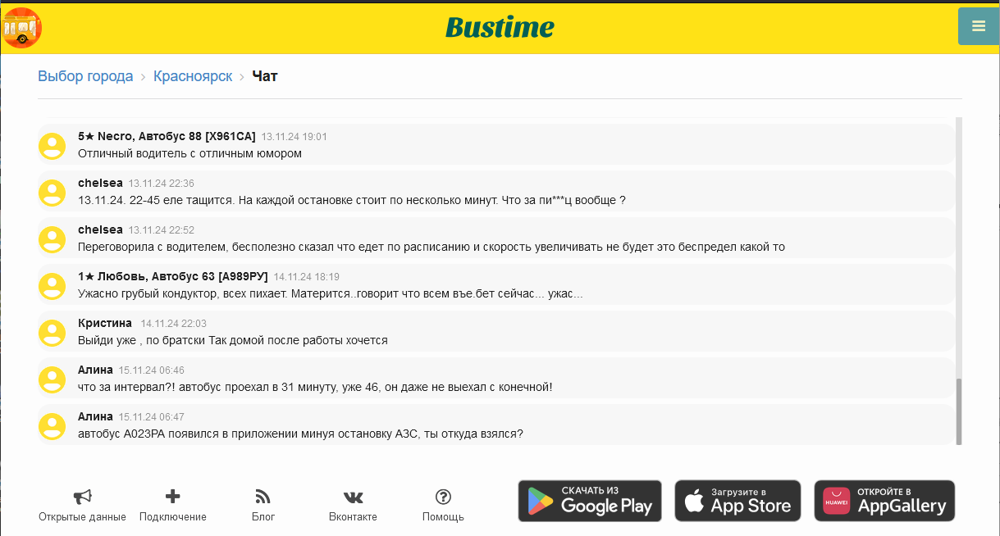 Bustime
Выбор города › Красноярск › Чат
5★ Necro, Автобус 88 [Х961СА] 13.11.24 19:01
Отличный водитель с отличным юмором
chelsea 13.11.24 22:36
13.11.24. 22-45 еле тащится. На каждой остановке стоит по несколько минут. Что за пи***ц вообще ?
chelsea 13.11.24 22:52
Переговорила с водителем, бесполезно сказал что едет по расписанию и скорость увеличивать не будет это беспредел какой то
1★ Любовь, Автобус 63 [А989РУ] 14.11.24 18:19
Ужасно грубый кондуктор, всех пихает. Матерится..говорит что всем въе.бет сейчас... ужас...
Кристина 14.11.24 22:03
Выйди уже , по братски Так домой после работы хочется
Алина 15.11.24 06:46
что за интервал?! автобус проехал в 31 минуту, уже 46, он даже не выехал с конечной!
Алина 15.11.24 06:47
автобус А023РА появился в приложении минуя остановку АЗС, ты откуда взялся?
Открытые данные Подключение Блог Вконтакте Помощь
СКАЧАТЬ ИЗ
Google Play
Загрузите в
App Store
HUAWEI
ОТКРОЙТЕ В
AppGallery